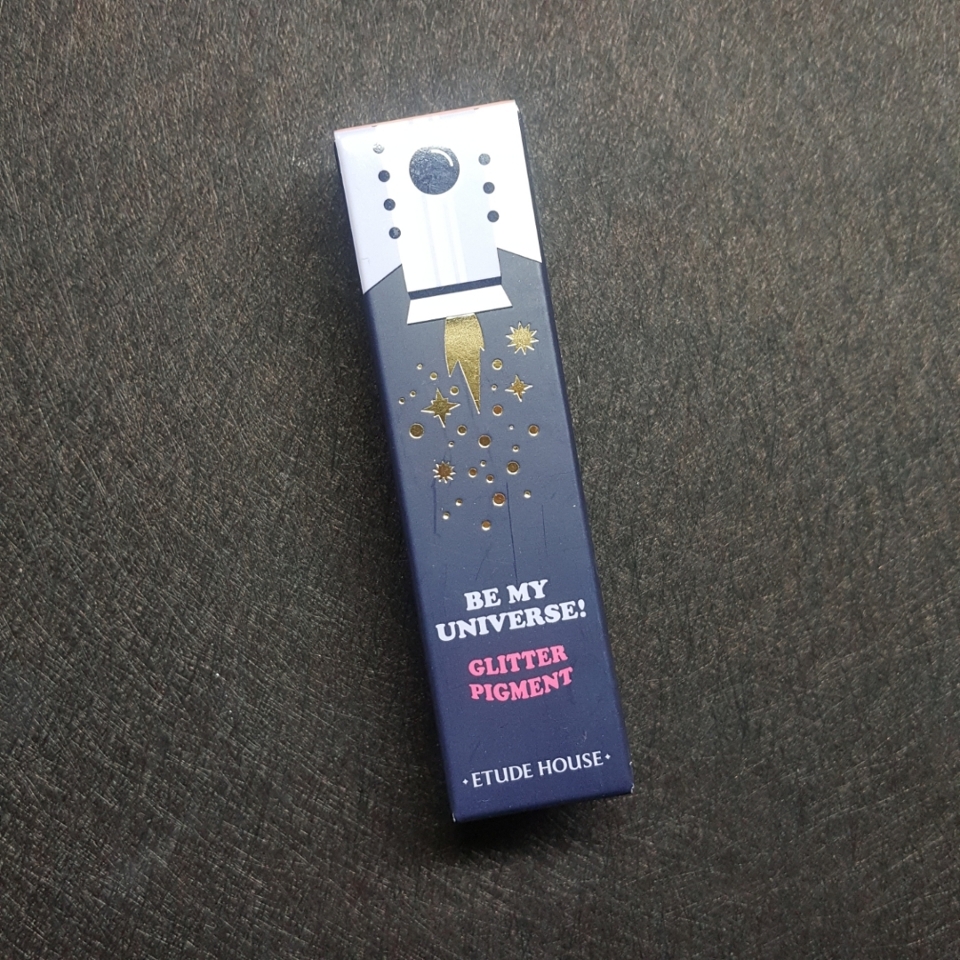 BE MY
UNIVERSE!
GLITTER
PIGMENT
ETUDE HOUSE